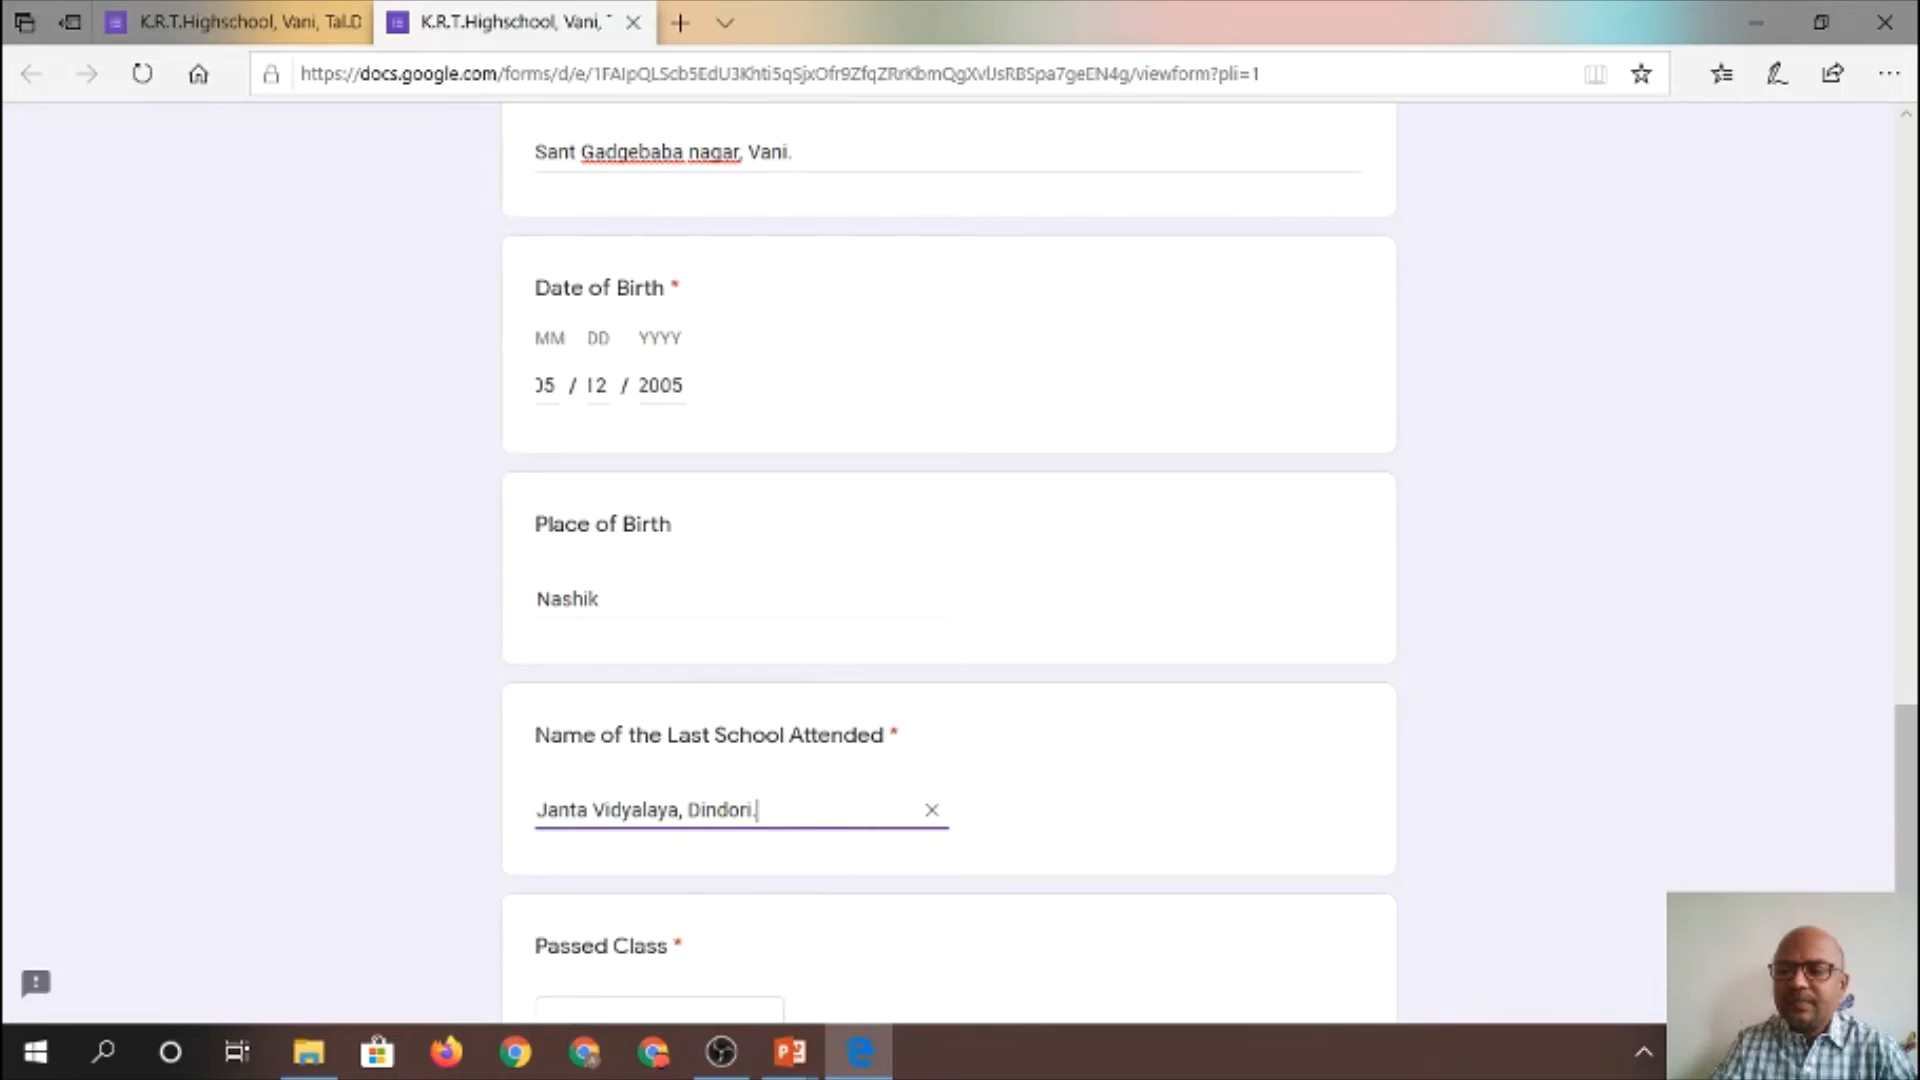 K.R.T.Highschool, Vani, Tal.D
K.R.T.Highschool, Vani,
https://docs.google.com/forms/d/e/1FAIpQLScb5EdU3Khti5qSjxOfr9ZfqZRrKbmQgXvlJsRBSpa7geEN4g/viewform?pli=1
Sant Gadgebaba nagar, Vani.
Date of Birth *
MM DD YYYY
05 / 12 / 2005
Place of Birth
Nashik
Name of the Last School Attended *
Janta Vidyalaya, Dindori.
Passed Class *